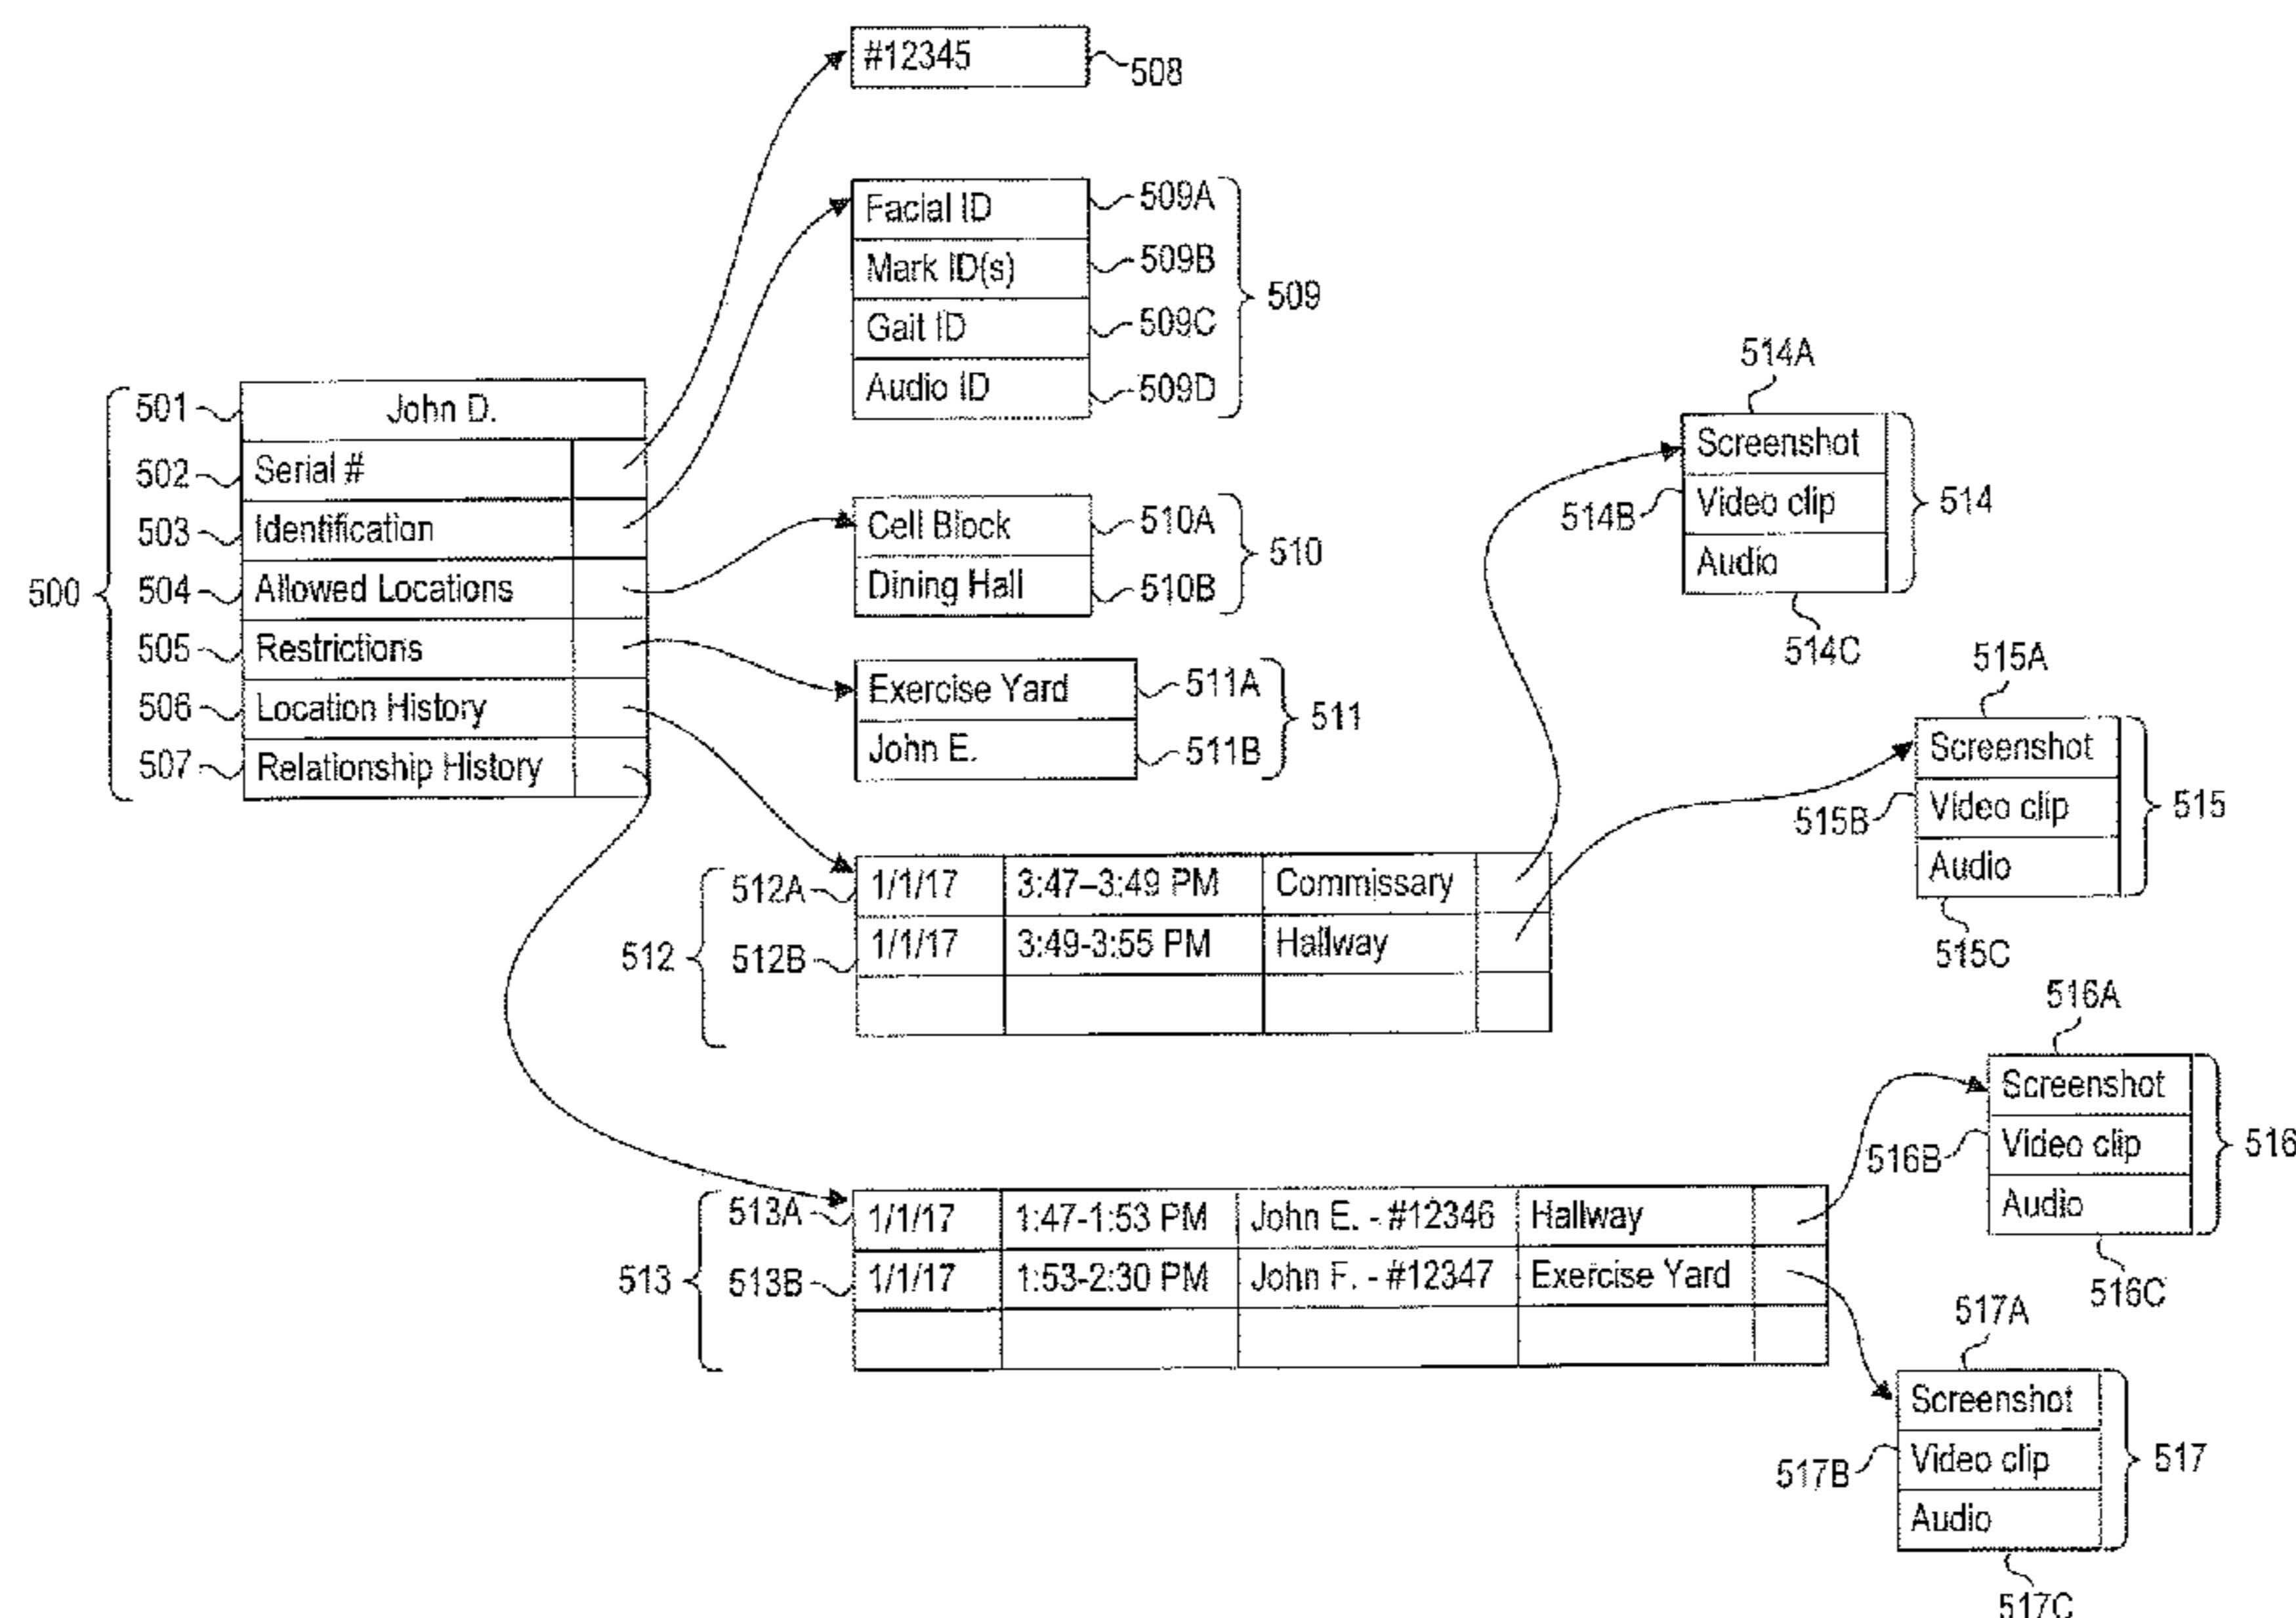 #12345
508
Facial ID
509A
Mark ID(s)
509B
Gait ID
509C
Audio ID
509D
509
500
501
John D.
502
Serial #
503
Identification
504
Allowed Locations
505
Restrictions
506
Location History
507
Relationship History
Cell Block
510A
Dining Hall
510B
510
Exercise Yard
511A
John E.
511B
511
514A
Screenshot
514B
Video clip
Audio
514C
514
515A
Screenshot
515B
Video clip
Audio
515C
515
512
512A
1/1/17 3:47–3:49 PM Commissary
512B
1/1/17 3:49-3:55 PM Hallway
516A
Screenshot
516B
Video clip
Audio
516C
516
513
513A
1/1/17 1:47-1:53 PM John E. - #12346 Hallway
513B
1/1/17 1:53-2:30 PM John F. - #12347 Exercise Yard
517A
Screenshot
517B
Video clip
Audio
517C
517